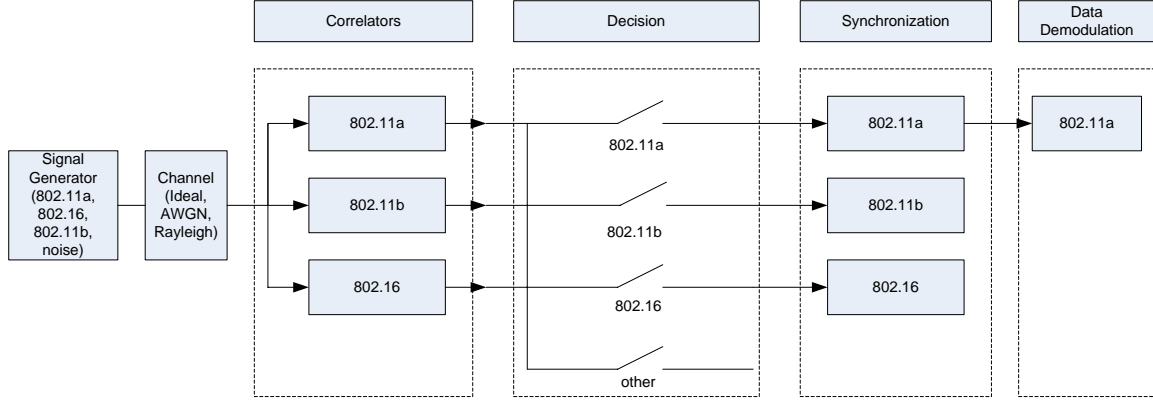 Correlators
Decision
Synchronization
Data
Demodulation
Signal
Generator
(802.11a,
802.16,
802.11b,
noise)
Channel
(Ideal,
AWGN,
Rayleigh)
802.11a
802.11b
802.16
802.11a
802.11b
802.16
other
802.11a
802.11b
802.16
802.11a